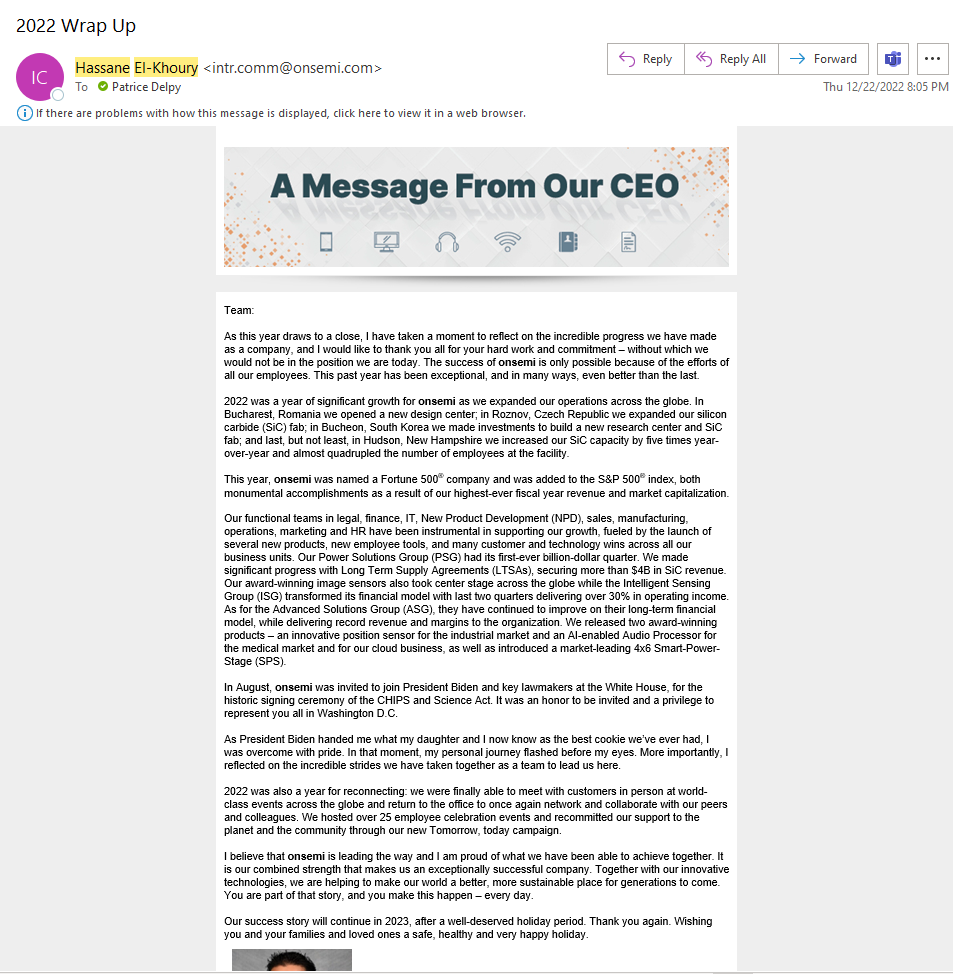 2022 Wrap Up
IC
Hassane El-Khoury <intr.comm@onsemi.com>
To Patrice Delpy
Reply
Reply All
Forward
T
Thu 12/22/2022 8:05 PM
If there are problems with how this message is displayed, click here to view it in a web browser.
A Message From Our CEO
Team:
As this year draws to a close, I have taken a moment to reflect on the incredible progress we have made
as a company, and I would like to thank you all for your hard work and commitment – without which we
would not be in the position we are today. The success of onsemi is only possible because of the efforts of
all our employees. This past year has been exceptional, and in many ways, even better than the last.
2022 was a year of significant growth for onsemi as we expanded our operations across the globe. In
Bucharest, Romania we opened a new design center; in Roznov, Czech Republic we expanded our silicon
carbide (SiC) fab; in Bucheon, South Korea we made investments to build a new research center and SiC
fab; and last, but not least, in Hudson, New Hampshire we increased our SiC capacity by five times year-
over-year and almost quadrupled the number of employees at the facility.
This year, onsemi was named a Fortune 500® company and was added to the S&P 500® index, both
monumental accomplishments as a result of our highest-ever fiscal year revenue and market capitalization.
Our functional teams in legal, finance, IT, New Product Development (NPD), sales, manufacturing,
operations, marketing and HR have been instrumental in supporting our growth, fueled by the launch of
several new products, new employee tools, and many customer and technology wins across all our
business units. Our Power Solutions Group (PSG) had its first-ever billion-dollar quarter. We made
significant progress with Long Term Supply Agreements (LTSAs), securing more than $4B in SiC revenue.
Our award-winning image sensors also took center stage across the globe while the Intelligent Sensing
Group (ISG) transformed its financial model with last two quarters delivering over 30% in operating income.
As for the Advanced Solutions Group (ASG), they have continued to improve on their long-term financial
model, while delivering record revenue and margins to the organization. We released two award-winning
products – an innovative position sensor for the industrial market and an AI-enabled Audio Processor for
the medical market and for our cloud business, as well as introduced a market-leading 4x6 Smart-Power-
Stage (SPS).
In August, onsemi was invited to join President Biden and key lawmakers at the White House, for the
historic signing ceremony of the CHIPS and Science Act. It was an honor to be invited and a privilege to
represent you all in Washington D.C.
As President Biden handed me what my daughter and I now know as the best cookie we’ve ever had, I
was overcome with pride. In that moment, my personal journey flashed before my eyes. More importantly, I
reflected on the incredible strides we have taken together as a team to lead us here.
2022 was also a year for reconnecting: we were finally able to meet with customers in person at world-
class events across the globe and return to the office to once again network and collaborate with our peers
and colleagues. We hosted over 25 employee celebration events and recommitted our support to the
planet and the community through our new Tomorrow, today campaign.
I believe that onsemi is leading the way and I am proud of what we have been able to achieve together. It
is our combined strength that makes us an exceptionally successful company. Together with our innovative
technologies, we are helping to make our world a better, more sustainable place for generations to come.
You are part of that story, and you make this happen – every day.
Our success story will continue in 2023, after a well-deserved holiday period. Thank you again. Wishing
you and your families and loved ones a safe, healthy and very happy holiday.